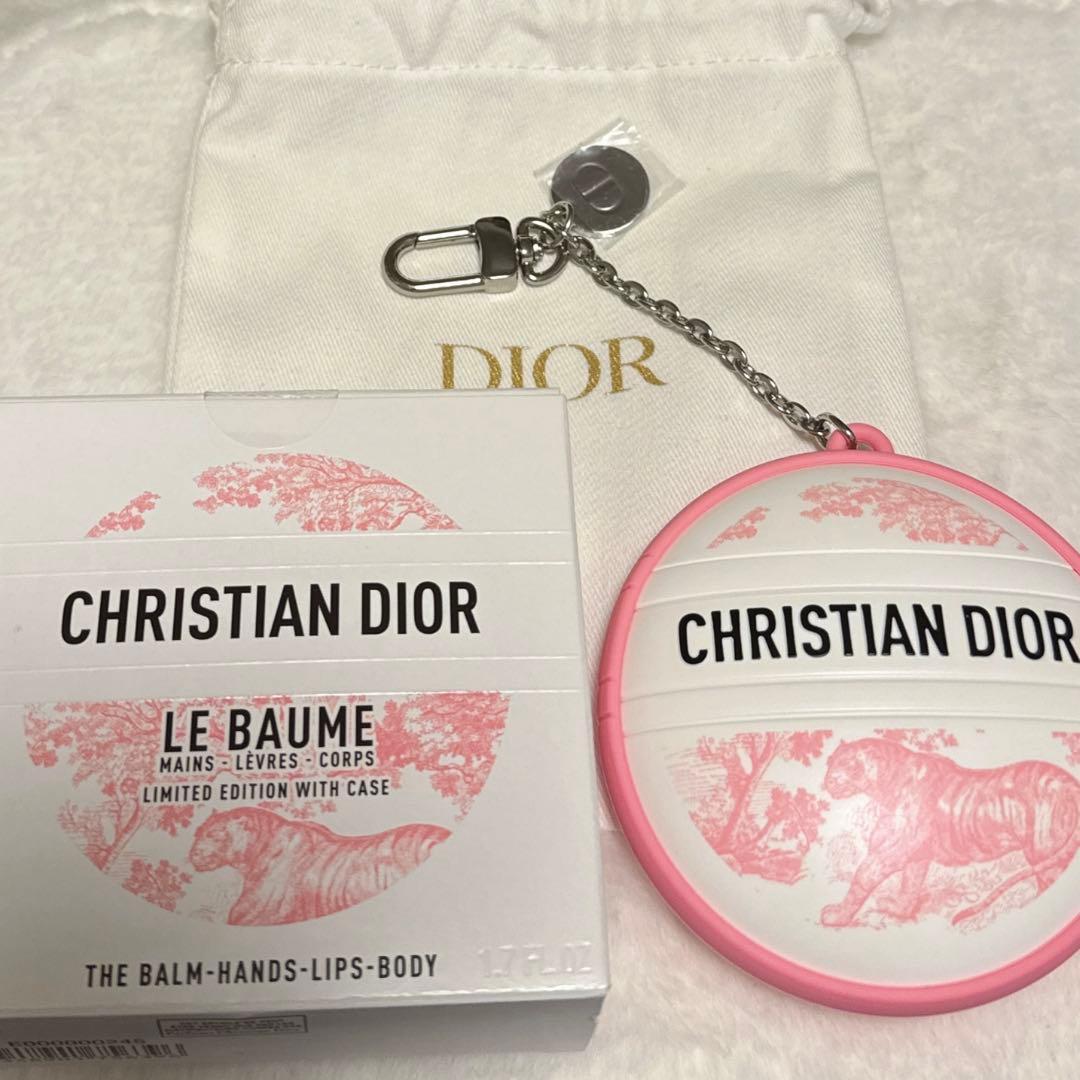 DIOR
CHRISTIAN DIOR
LE BAUME
MAINS - LÈVRES - CORPS
LIMITED EDITION WITH CASE
THE BALM-HANDS-LIPS-BODY
1.7 FL.OZ
E000000245
CHRISTIAN DIOR